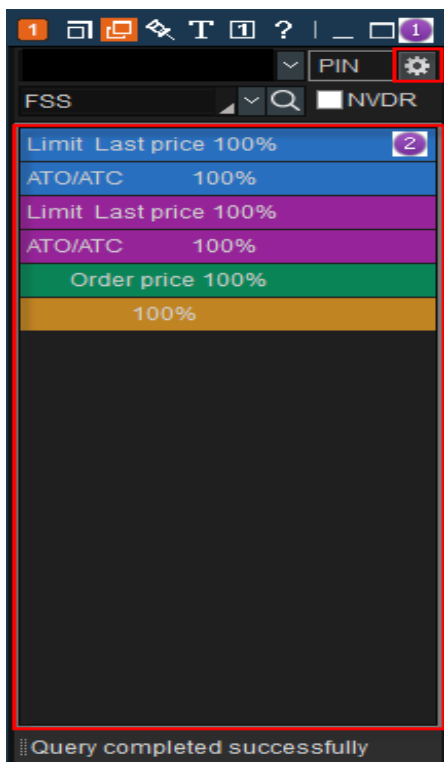 1 T 1 ? 1
PIN
FSS NVDR
Limit Last price 100% 2
ATO/ATC 100%
Limit Last price 100%
ATO/ATC 100%
Order price 100%
100%
Query completed successfully